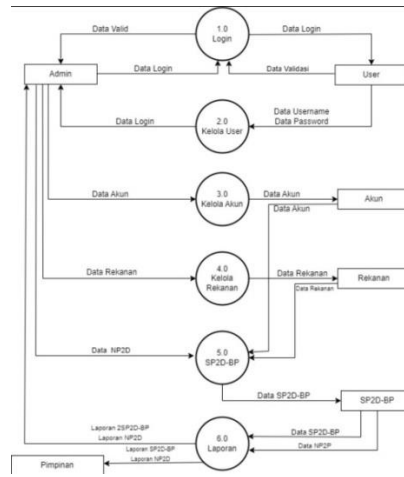 1.0
Login
Data Valid
Data Login
Admin
Data Login
Data Validasi
User
2.0
Kelola User
Data Login
Data Username
Data Password
3.0
Kelola Akun
Data Akun
Data Akun
Data Akun
Akun
4.0
Kelola
Rekanan
Data Rekanan
Data Rekanan
Data Rekanan
Rekanan
5.0
SP2D-BP
Data NP2D
Data SP2D-BP
SP2D-BP
6.0
Laporan
Data SP2D-BP
Data NP2P
Laporan 2SP2D-BP
Laporan NP2D
Laporan SP2D-BP
Laporan NP2D
Pimpinan